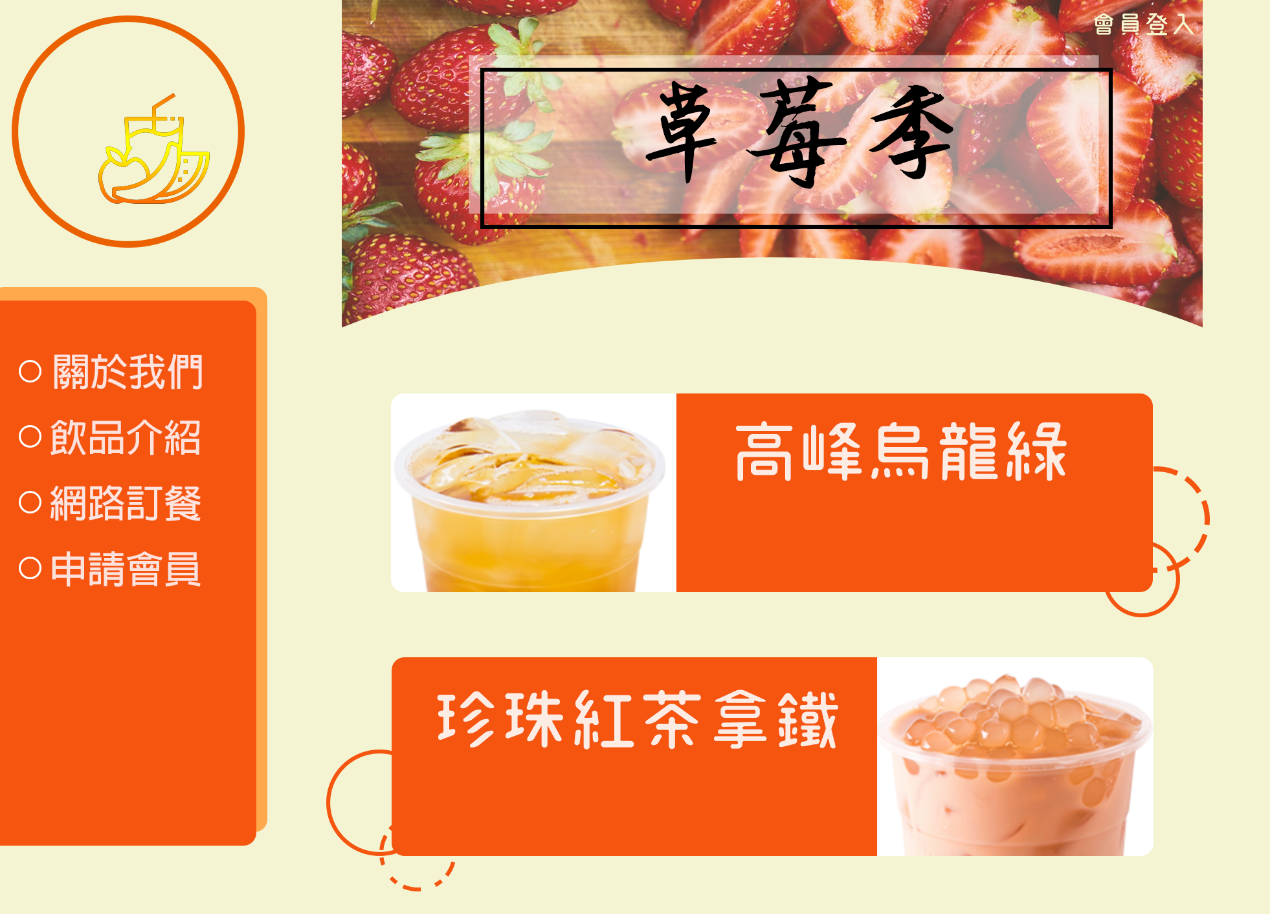 會員登入
草莓季
關於我們
飲品介紹
網路訂餐
申請會員
高峰烏龍綠
珍珠紅茶拿鐵